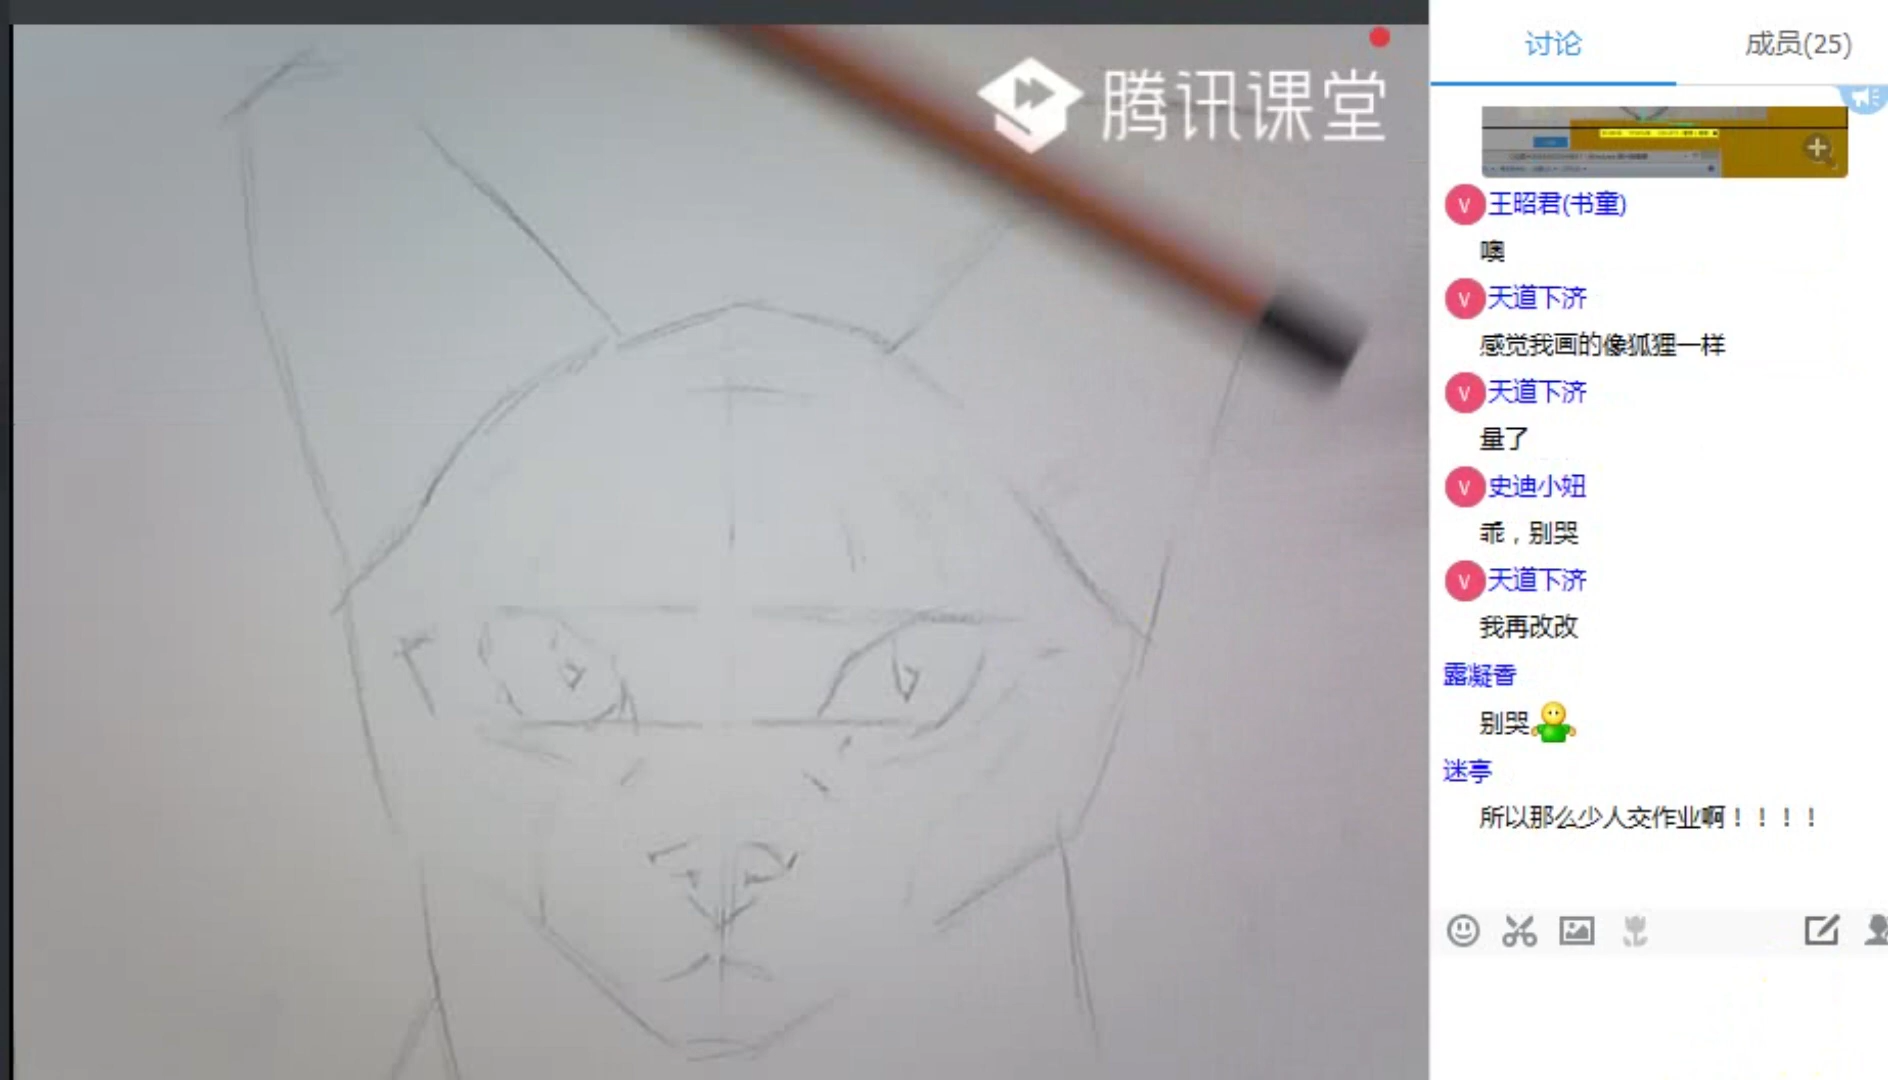 腾讯课堂
讨论
成员(25)
V
王昭君(书童)
噢
V
天道下济
感觉我画的像狐狸一样
V
天道下济
量了
V
史迪小妞
乖，别哭
V
天道下济
我再改改
露凝香
别哭
迷亭
所以那么少人交作业啊！！！！